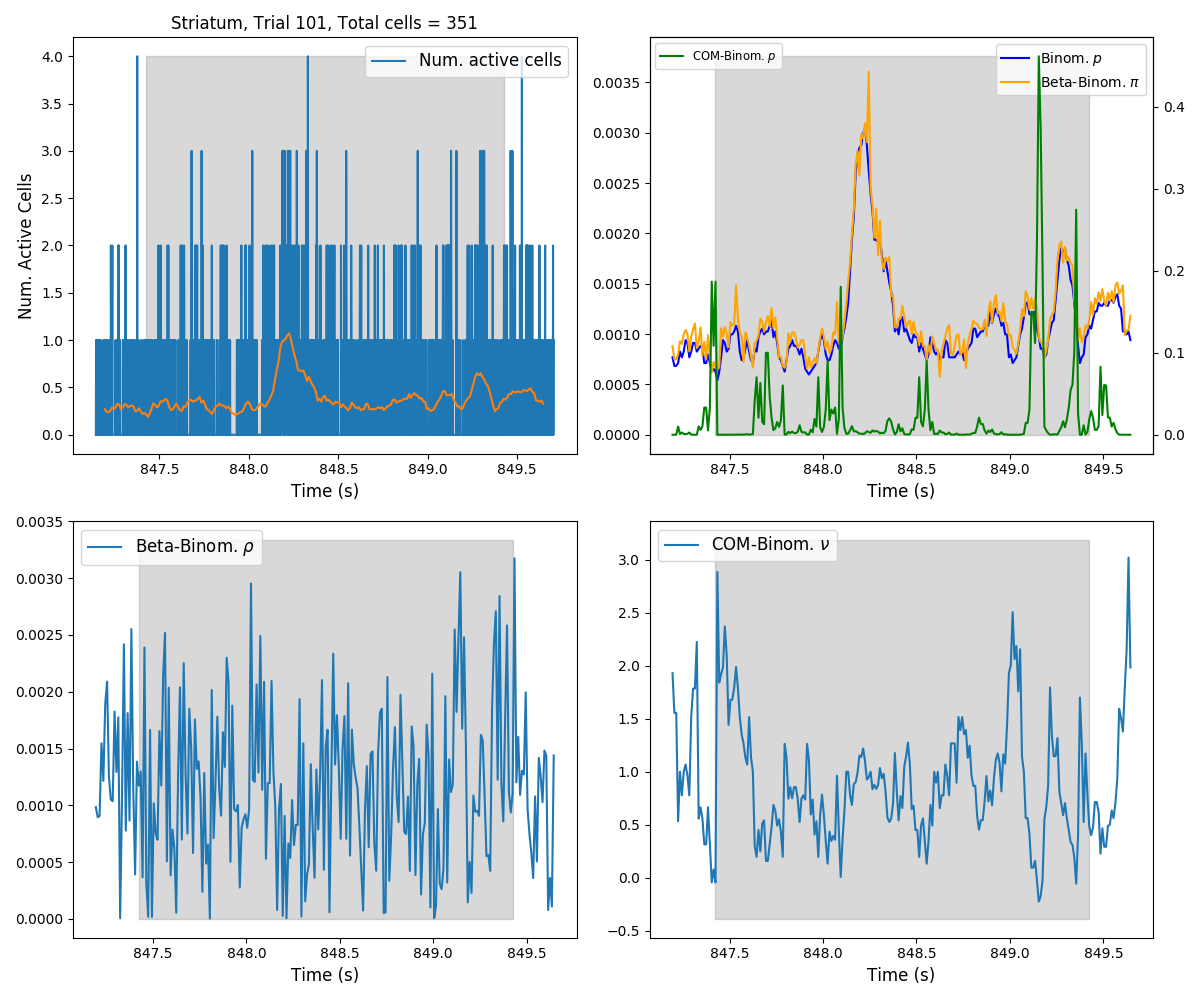 Striatum, Trial 101, Total cells = 351
Num. active cells
Num. Active Cells
4.0
3.5
3.0
2.5
2.0
1.5
1.0
0.5
0.0
847.5 848.0 848.5 849.0 849.5
Time (s)
COM-Binom. p
Binom. p
Beta-Binom. π
0.0035
0.0030
0.0025
0.0020
0.0015
0.0010
0.0005
0.0000
0.4
0.3
0.2
0.1
0.0
847.5 848.0 848.5 849.0 849.5
Time (s)
Beta-Binom. ρ
0.0035
0.0030
0.0025
0.0020
0.0015
0.0010
0.0005
0.0000
847.5 848.0 848.5 849.0 849.5
Time (s)
COM-Binom. ν
3.0
2.5
2.0
1.5
1.0
0.5
0.0
−0.5
847.5 848.0 848.5 849.0 849.5
Time (s)